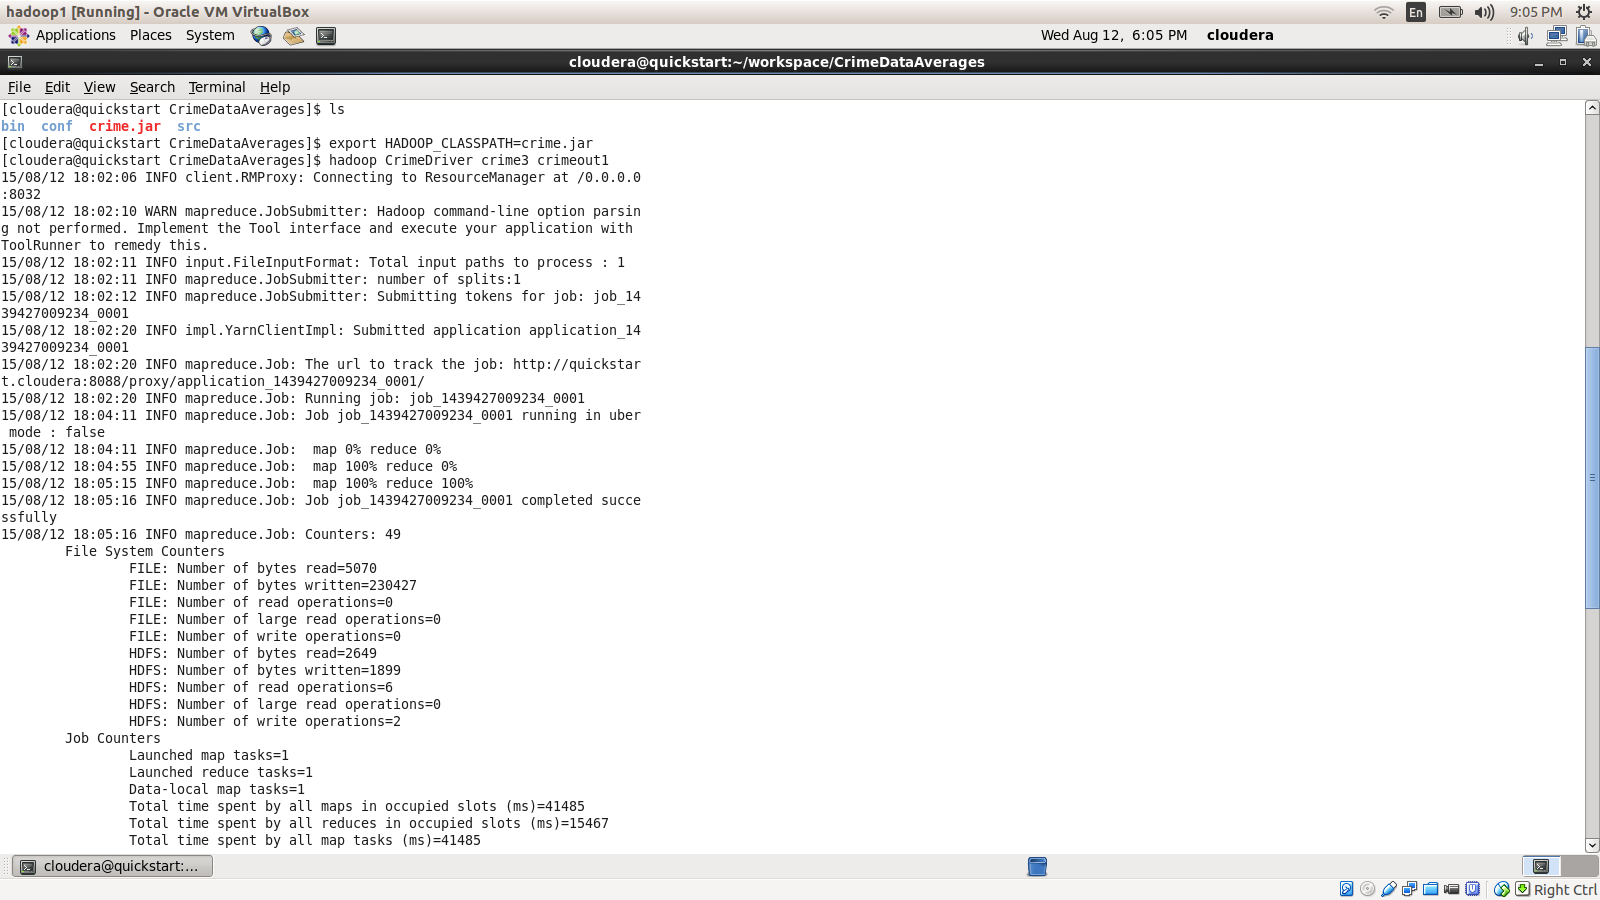 hadoop1 [Running] - Oracle VM VirtualBox
En
9:05 PM
Applications Places System
Wed Aug 12, 6:05 PM cloudera
cloudera@quickstart:~/workspace/CrimeDataAverages
File Edit View Search Terminal Help
[cloudera@quickstart CrimeDataAverages]$ ls
bin conf crime.jar src
[cloudera@quickstart CrimeDataAverages]$ export HADOOP_CLASSPATH=crime.jar
[cloudera@quickstart CrimeDataAverages]$ hadoop CrimeDriver crime3 crimeout1
15/08/12 18:02:06 INFO client.RMProxy: Connecting to ResourceManager at /0.0.0.0
:8032
15/08/12 18:02:10 WARN mapreduce.JobSubmitter: Hadoop command-line option parsin
g not performed. Implement the Tool interface and execute your application with
ToolRunner to remedy this.
15/08/12 18:02:11 INFO input.FileInputFormat: Total input paths to process : 1
15/08/12 18:02:11 INFO mapreduce.JobSubmitter: number of splits:1
15/08/12 18:02:12 INFO mapreduce.JobSubmitter: Submitting tokens for job: job_14
39427009234_0001
15/08/12 18:02:20 INFO impl.YarnClientImpl: Submitted application application_14
39427009234_0001
15/08/12 18:02:20 INFO mapreduce.Job: The url to track the job: http://quickstar
t.cloudera:8088/proxy/application_1439427009234_0001/
15/08/12 18:02:20 INFO mapreduce.Job: Running job: job_1439427009234_0001
15/08/12 18:04:11 INFO mapreduce.Job: Job job_1439427009234_0001 running in uber
 mode : false
15/08/12 18:04:11 INFO mapreduce.Job:  map 0% reduce 0%
15/08/12 18:04:55 INFO mapreduce.Job:  map 100% reduce 0%
15/08/12 18:05:15 INFO mapreduce.Job:  map 100% reduce 100%
15/08/12 18:05:16 INFO mapreduce.Job: Job job_1439427009234_0001 completed succe
ssfully
15/08/12 18:05:16 INFO mapreduce.Job: Counters: 49
File System Counters
FILE: Number of bytes read=5070
FILE: Number of bytes written=230427
FILE: Number of read operations=0
FILE: Number of large read operations=0
FILE: Number of write operations=0
HDFS: Number of bytes read=2649
HDFS: Number of bytes written=1899
HDFS: Number of read operations=6
HDFS: Number of large read operations=0
HDFS: Number of write operations=2
Job Counters
Launched map tasks=1
Launched reduce tasks=1
Data-local map tasks=1
Total time spent by all maps in occupied slots (ms)=41485
Total time spent by all reduces in occupied slots (ms)=15467
Total time spent by all map tasks (ms)=41485
cloudera@quickstart:...
Right Ctrl